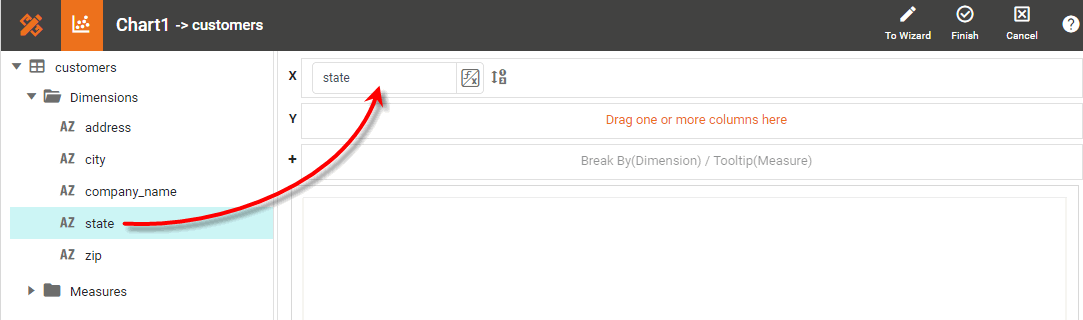 Chart1 -> customers
To Wizard
Finish
Cancel
?
customers
Dimensions
AZ address
AZ city
AZ company_name
AZ state
AZ zip
Measures
X state
Y Drag one or more columns here
+ Break By(Dimension) / Tooltip(Measure)